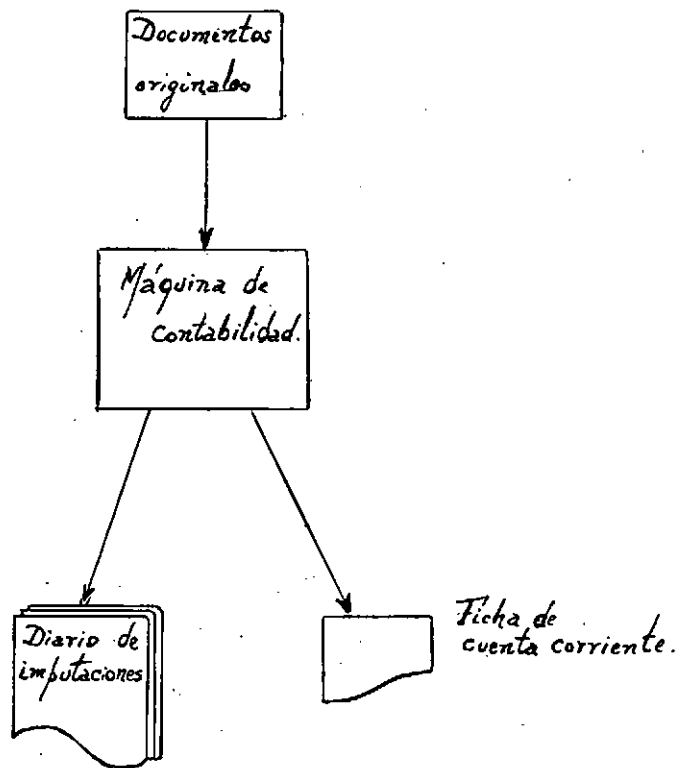 Documentos
originales
Máquina de
contabilidad.
Diario de
imputaciones
Ficha de
cuenta corriente.